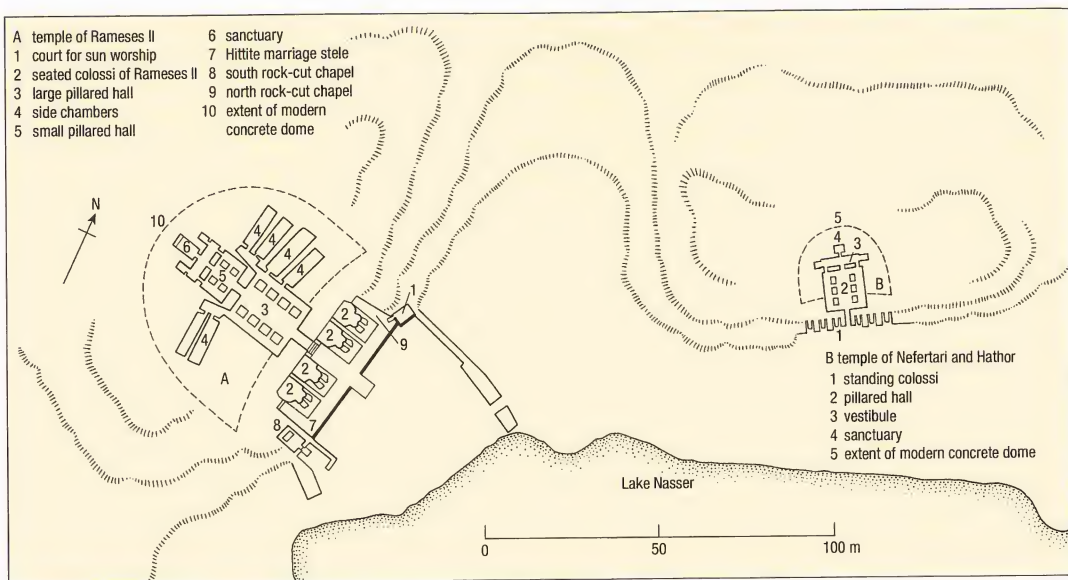 A temple of Rameses II
1 court for sun worship
2 seated colossi of Rameses II
3 large pillared hall
4 side chambers
5 small pillared hall
6 sanctuary
7 Hittite marriage stele
8 south rock-cut chapel
9 north rock-cut chapel
10 extent of modern
concrete dome
N
10
6
5
4
4
4
4
3
4
A
2
2
2
2
1
9
7
8
5
4
3
2
B
1
B temple of Nefertari and Hathor
1 standing colossi
2 pillared hall
3 vestibule
4 sanctuary
5 extent of modern concrete dome
Lake Nasser
0 50 100 m